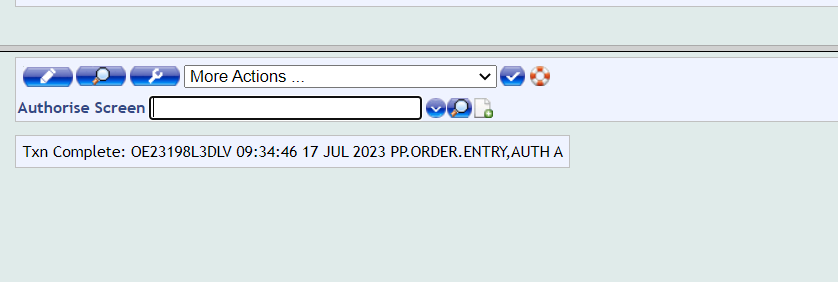 More Actions ...
Authorise Screen
Txn Complete: OE23198L3DLV 09:34:46 17 JUL 2023 PP.ORDER.ENTRY,AUTH A